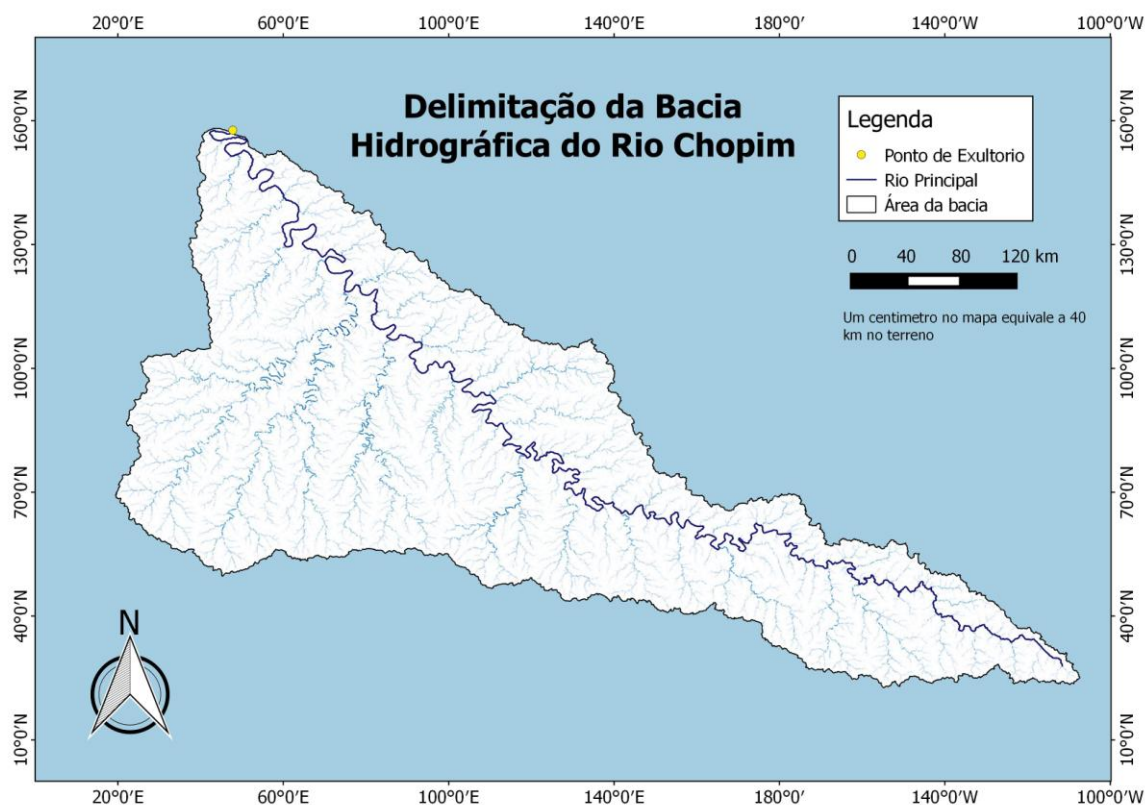 20°0'E 60°0'E 100°0'E 140°0'E 180°0' 140°0'W 100°0'W
Delimitação da Bacia
Hidrográfica do Rio Chopim
Legenda
Ponto de Exultorio
Rio Principal
Área da bacia
0 40 80 120 km
Um centimetro no mapa equivale a 40
km no terreno
160°0'N
130°0'N
100°0'N
70°0'N
40°0'N
10°0'N
160°0'N
130°0'N
100°0'N
70°0'N
40°0'N
10°0'N
N
20°0'E 60°0'E 100°0'E 140°0'E 180°0' 140°0'W 100°0'W